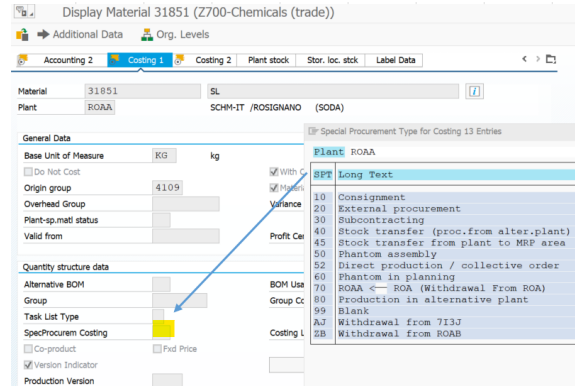 Display Material 31851 (Z700-Chemicals (trade))
Additional Data Org. Levels
Accounting 2 Costing 1 Costing 2 Plant stock Stor. loc. stck Label Data
Material 31851 SL
Plant ROAA SCHM-IT /ROSIGNANO (SODA)
General Data
Base Unit of Measure KG kg
Do Not Cost With
Origin group 4109
Overhead Group
Variance
Plant-sp.matl status
Valid from Profit
Quantity structure data
Alternative BOM BOM
Group Group
Task List Type
SpecProcurem Costing Costing
Co-product Fxd Price
Version Indicator
Production Version
Special Procurement Type for Costing 13 Entries
Plant ROAA
SPT Long Text
10 Consignment
20 External procurement
30 Subcontracting
40 Stock transfer (proc.from alter.plant)
45 Stock transfer from plant to MRP area
50 Phantom assembly
52 Direct production / collective order
60 Phantom in planning
70 ROAA <-- ROA (Withdrawal From ROA)
80 Production in alternative plant
99 Blank
AJ Withdrawal from 7I3J
ZB Withdrawal from ROAB